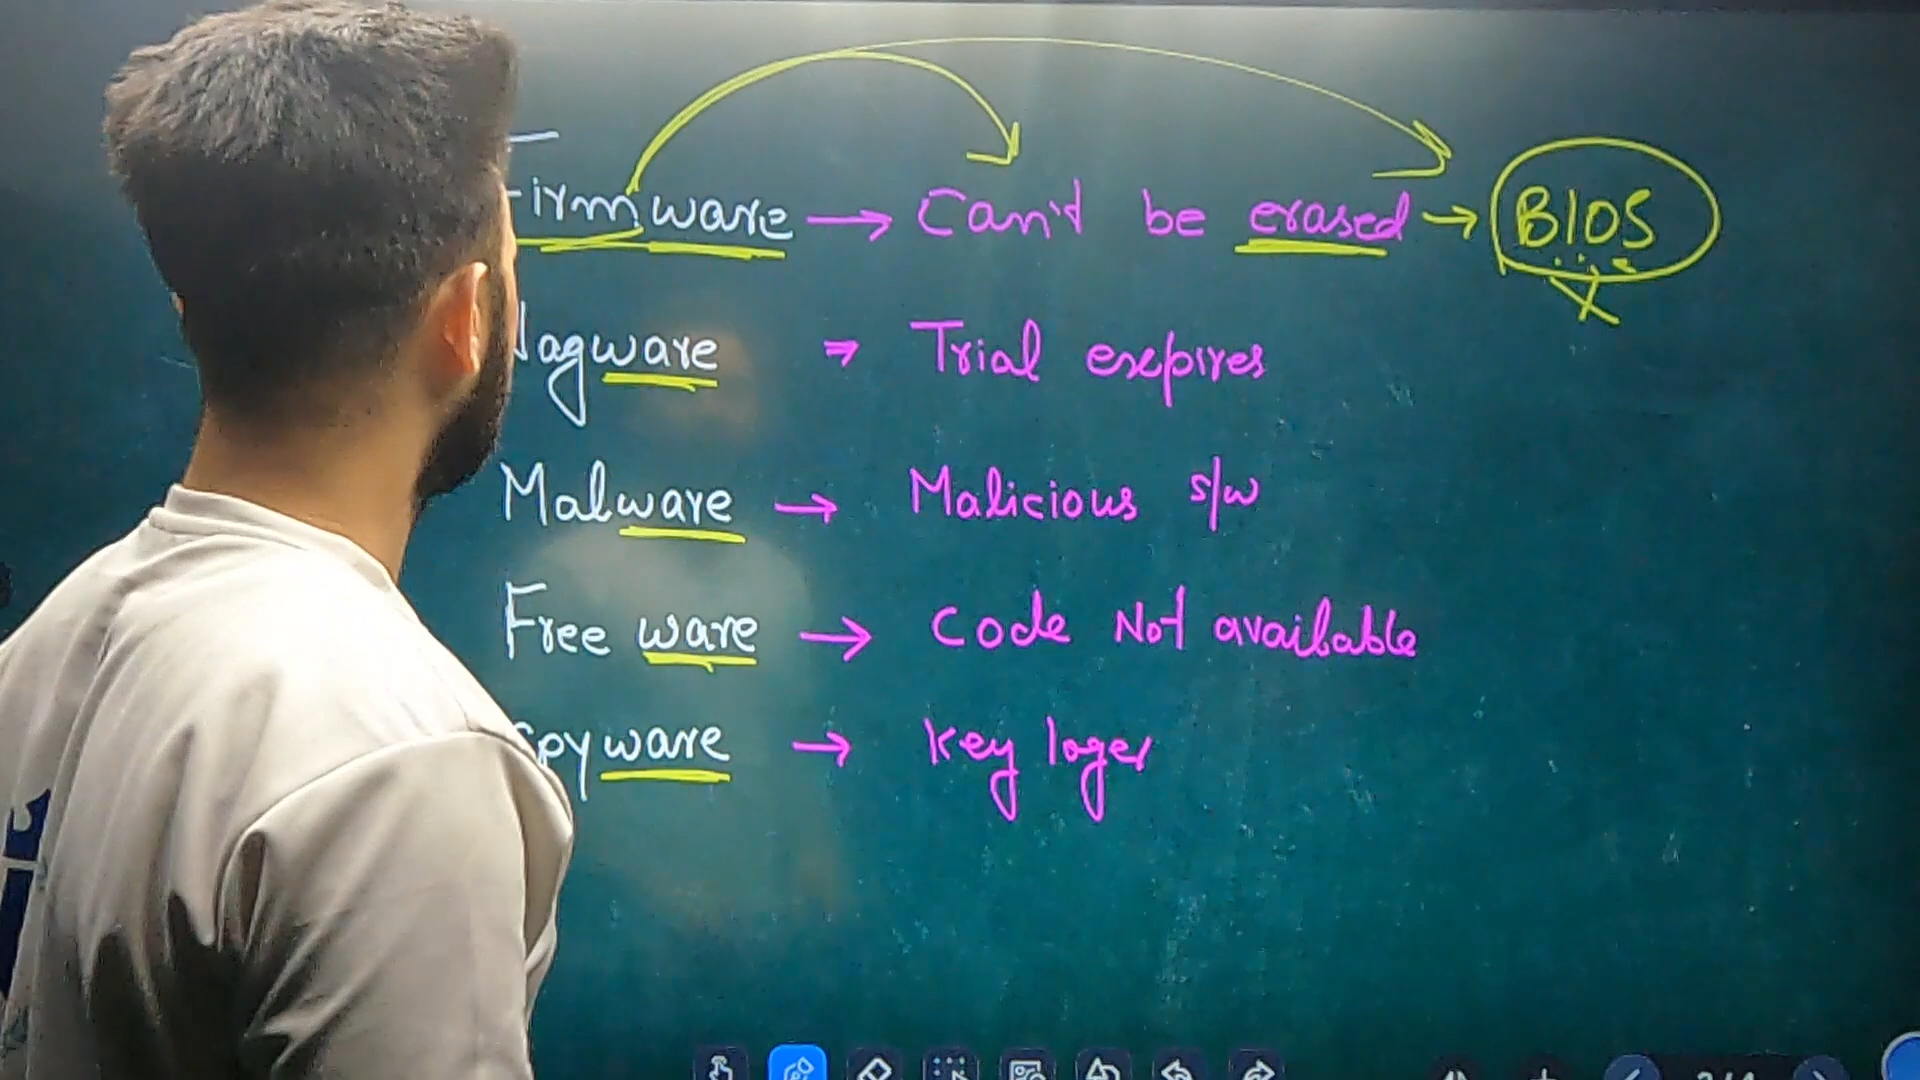 Firmware → Can't be erased → BIOS
Nagware → Trial expires
Malware → Malicious s/w
Free ware → Code Not available
Spyware → key loger